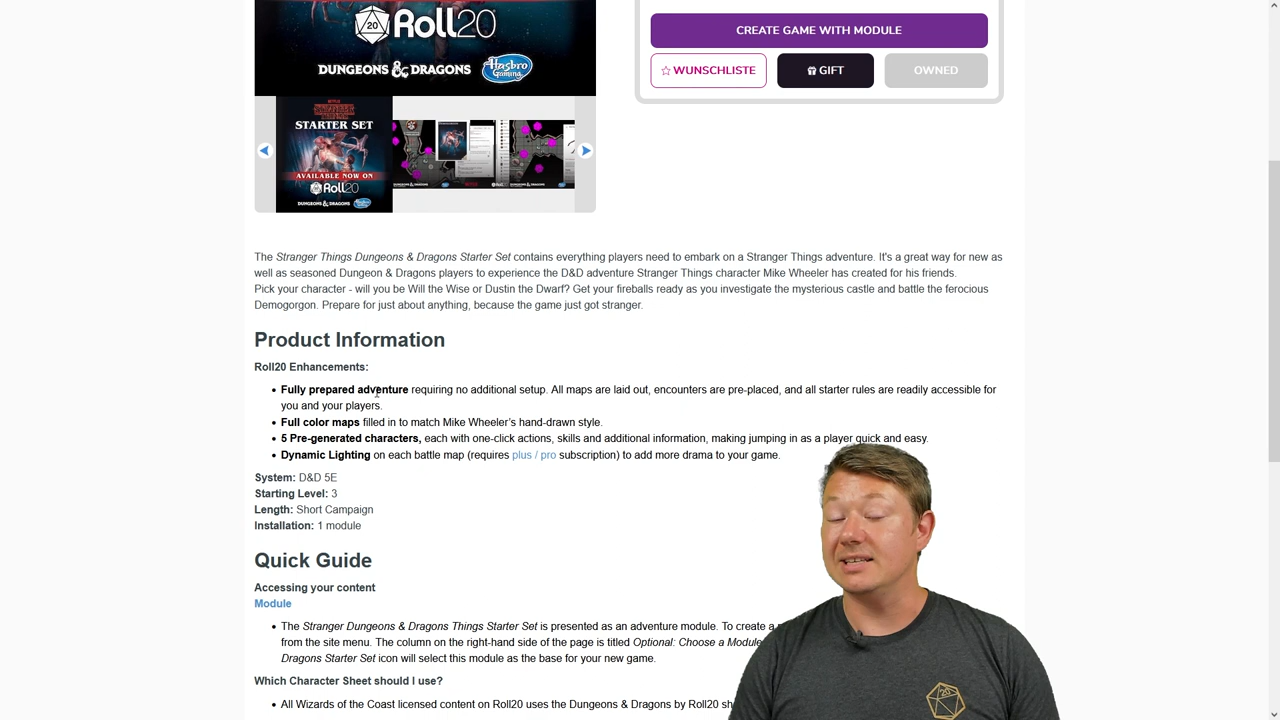 20 Roll20
DUNGEONS & DRAGONS Hasbro Gaming
CREATE GAME WITH MODULE
WUNSCHLISTE
GIFT
OWNED
STARTER SET
AVAILABLE NOW ON
Roll20
DUNGEONS & DRAGONS
DUNGEONS & DRAGONS
DUNGEONS & DRAGONS
The Stranger Things Dungeons & Dragons Starter Set contains everything players need to embark on a Stranger Things adventure. It's a great way for new as
well as seasoned Dungeon & Dragons players to experience the D&D adventure Stranger Things character Mike Wheeler has created for his friends.
Pick your character - will you be Will the Wise or Dustin the Dwarf? Get your fireballs ready as you investigate the mysterious castle and battle the ferocious
Demogorgon. Prepare for just about anything, because the game just got stranger.
Product Information
Roll20 Enhancements:
• Fully prepared adventure requiring no additional setup. All maps are laid out, encounters are pre-placed, and all starter rules are readily accessible for
you and your players.
• Full color maps filled in to match Mike Wheeler's hand-drawn style.
• 5 Pre-generated characters, each with one-click actions, skills and additional information, making jumping in as a player quick and easy.
• Dynamic Lighting on each battle map (requires plus / pro subscription) to add more drama to your game.
System: D&D 5E
Starting Level: 3
Length: Short Campaign
Installation: 1 module
Quick Guide
Accessing your content
Module
• The Stranger Dungeons & Dragons Things Starter Set is presented as an adventure module. To create a
from the site menu. The column on the right-hand side of the page is titled Optional: Choose a Module
Dragons Starter Set icon will select this module as the base for your new game.
Which Character Sheet should I use?
• All Wizards of the Coast licensed content on Roll20 uses the Dungeons & Dragons by Roll20
20